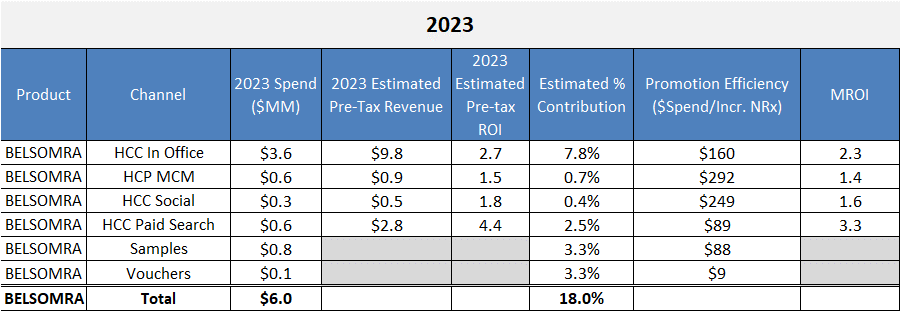 2023
Product Channel 2023 Spend ($MM) 2023 Estimated Pre-Tax Revenue 2023 Estimated Pre-tax ROI Estimated % Contribution Promotion Efficiency ($Spend/Incr. NRx) MROI
BELSOMRA HCC In Office $3.6 $9.8 2.7 7.8% $160 2.3
BELSOMRA HCP MCM $0.6 $0.9 1.5 0.7% $292 1.4
BELSOMRA HCC Social $0.3 $0.5 1.8 0.4% $249 1.6
BELSOMRA HCC Paid Search $0.6 $2.8 4.4 2.5% $89 3.3
BELSOMRA Samples $0.8 3.3% $88
BELSOMRA Vouchers $0.1 3.3% $9
BELSOMRA Total $6.0 18.0%